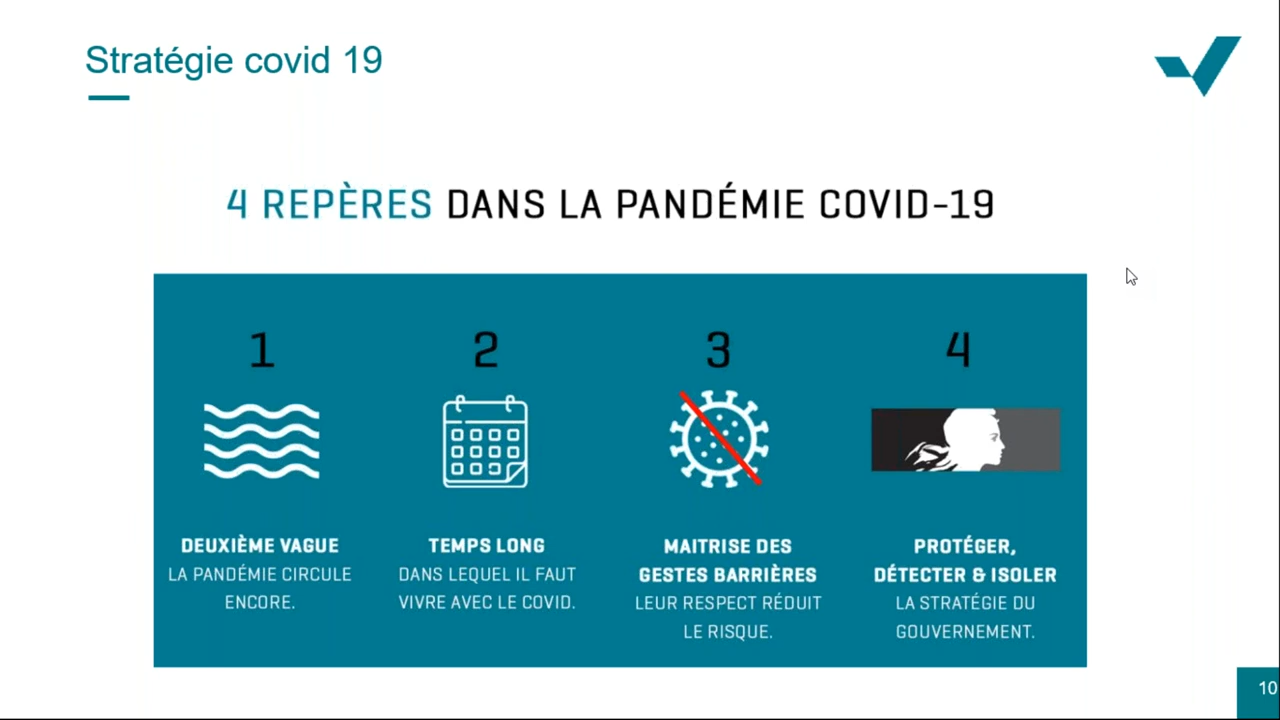 Stratégie covid 19
4 REPÈRES DANS LA PANDÉMIE COVID-19
1
DEUXIÈME VAGUE
LA PANDÉMIE CIRCULE
ENCORE.
2
TEMPS LONG
DANS LEQUEL IL FAUT
VIVRE AVEC LE COVID.
3
MAITRISE DES
GESTES BARRIÈRES
LEUR RESPECT RÉDUIT
LE RISQUE.
4
PROTÉGER,
DÉTECTER & ISOLER
LA STRATÉGIE DU
GOUVERNEMENT.
10